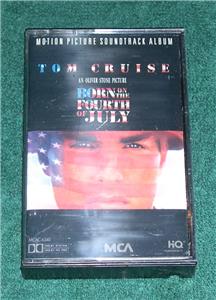 MOTION PICTURE SOUNDTRACK ALBUM
TOM CRUISE
AN OLIVER STONE PICTURE
BORN ON THE
FOURTH
OF JULY
MCA
HQ